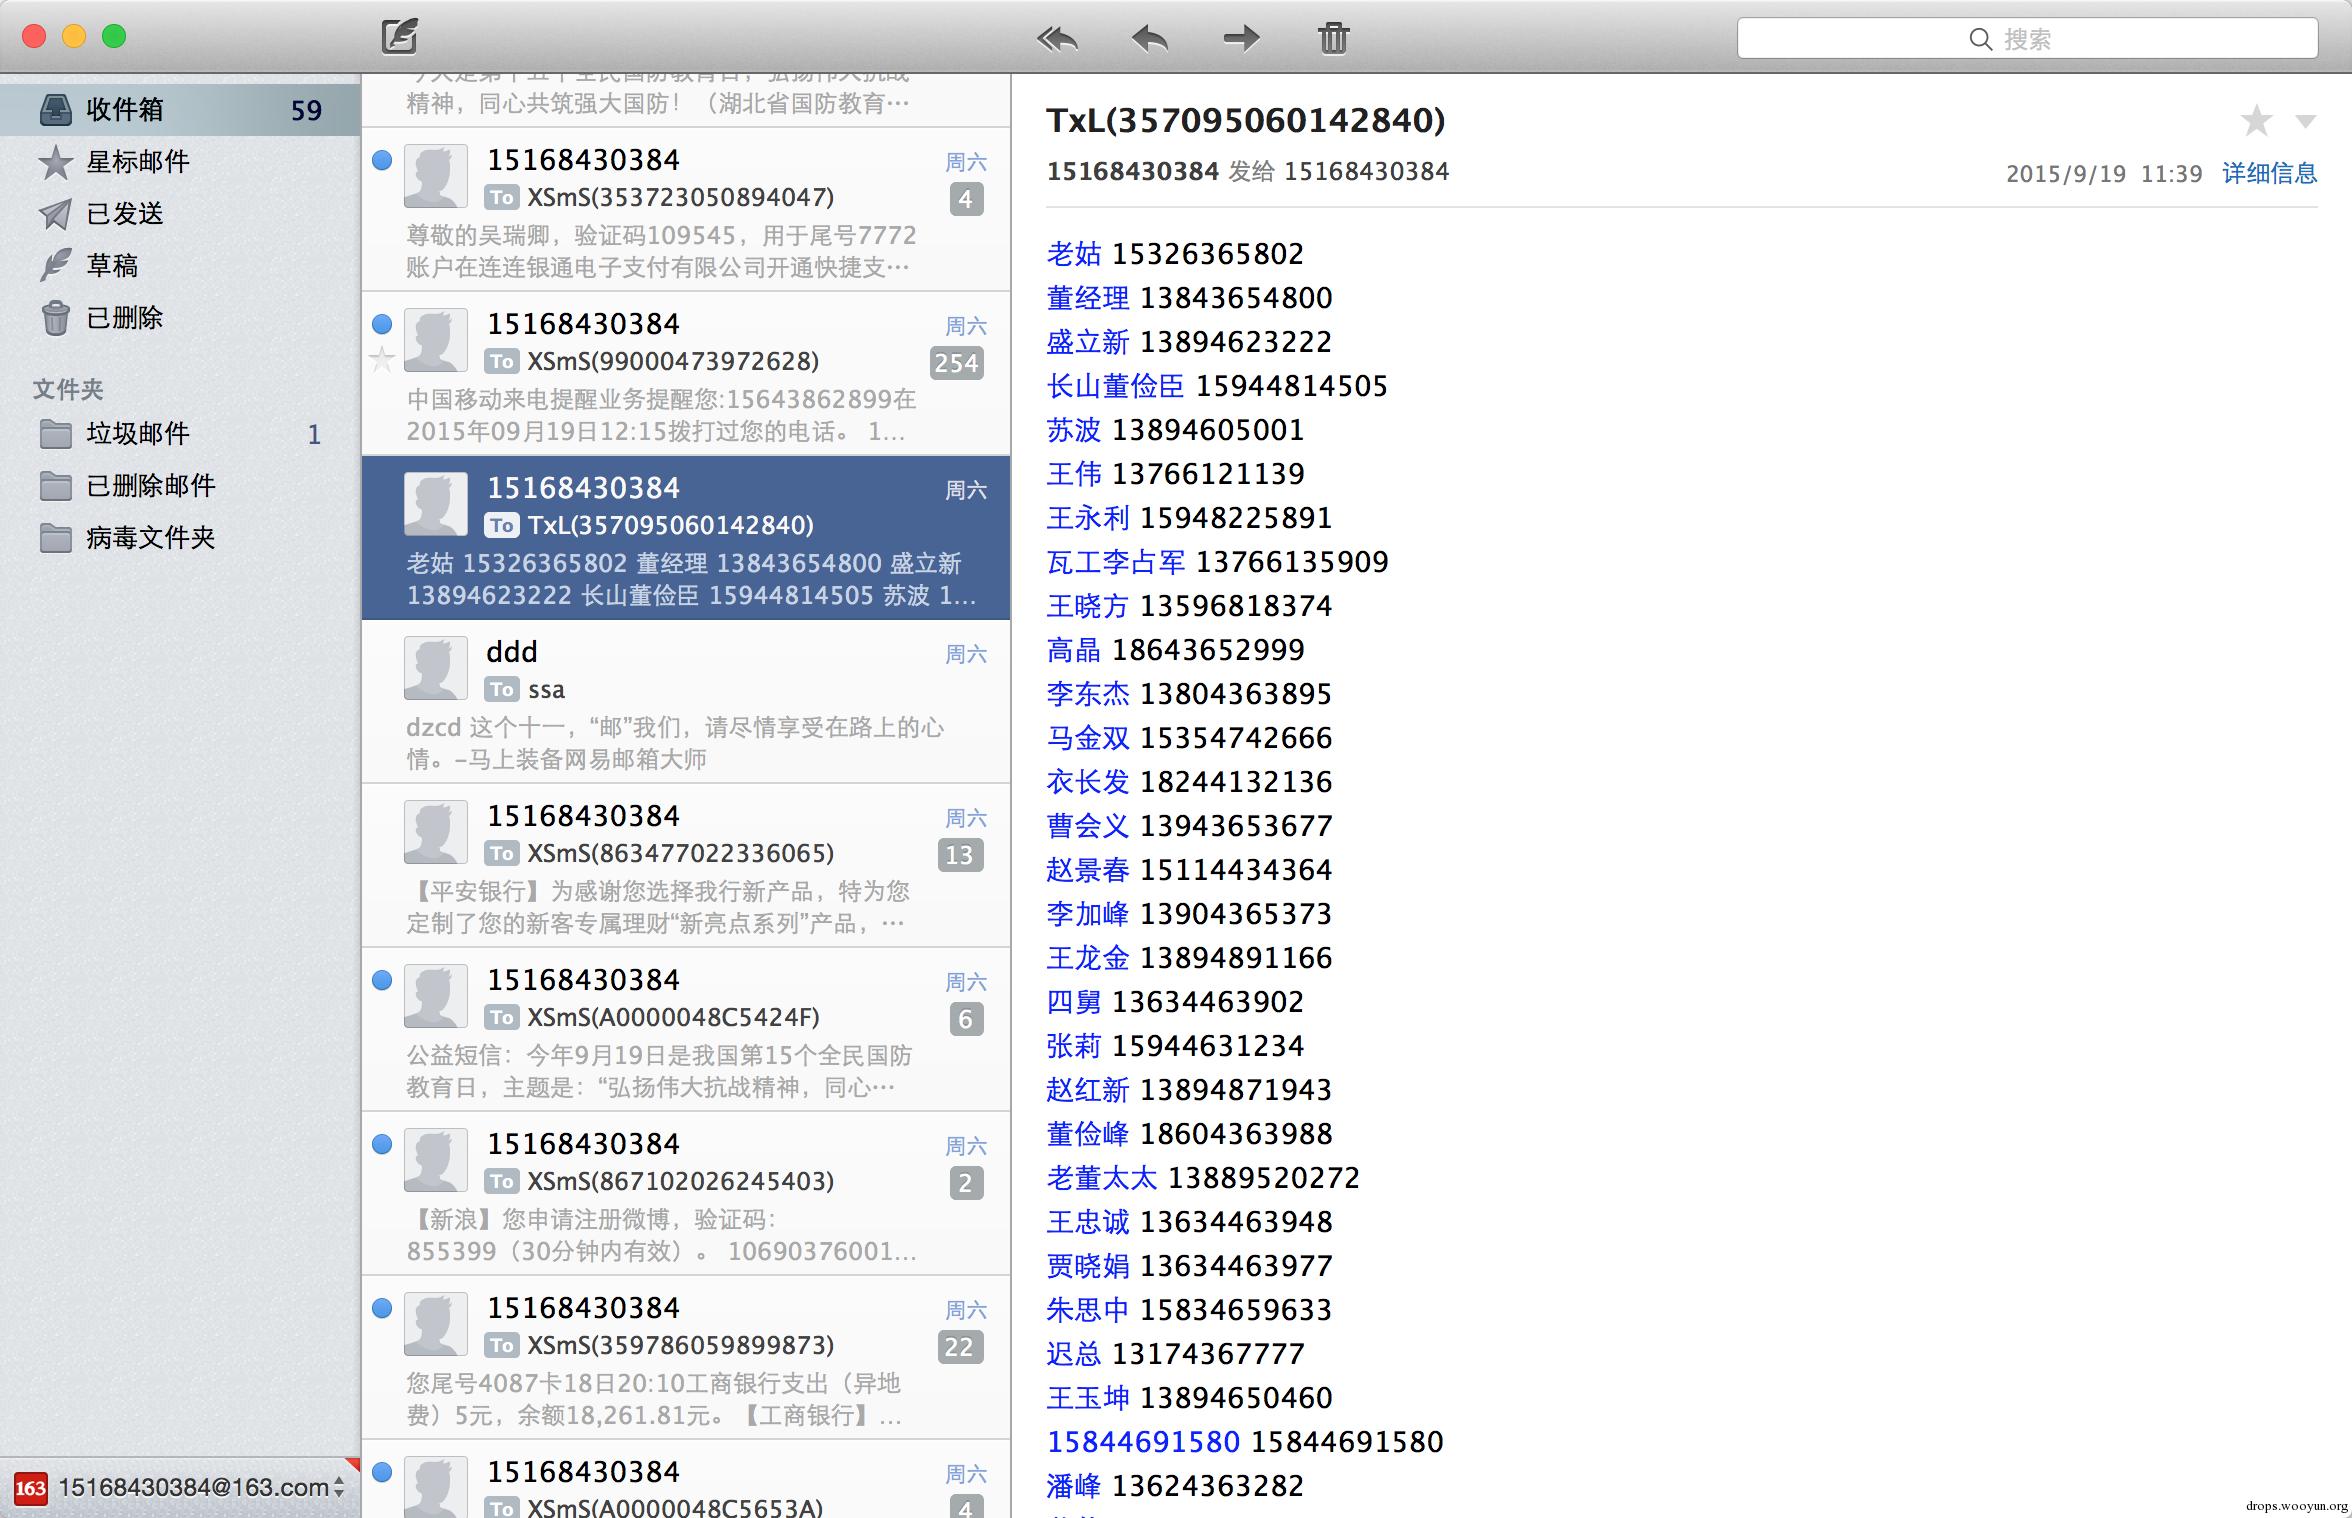 搜索
收件箱 59
星标邮件
已发送
草稿
已删除
文件夹
垃圾邮件 1
已删除邮件
病毒文件夹
163 15168430384@163.com
精神，同心共筑强大国防！（湖北省国防教育…
15168430384 周六
To XSmS(353723050894047) 4
尊敬的吴瑞卿，验证码109545，用于尾号7772
账户在连连银通电子支付有限公司开通快捷支…
15168430384 周六
To XSmS(99000473972628) 254
中国移动来电提醒业务提醒您:15643862899在
2015年09月19日12:15拨打过您的电话。 1…
15168430384 周六
To TxL(357095060142840)
老姑 15326365802 董经理 13843654800 盛立新
13894623222 长山董俭臣 15944814505 苏波 1…
ddd 周六
To ssa
dzcd 这个十一，“邮”我们，请尽情享受在路上的心
情。–马上装备网易邮箱大师
15168430384 周六
To XSmS(863477022336065) 13
【平安银行】为感谢您选择我行新产品，特为您
定制了您的新客专属理财“新亮点系列”产品，…
15168430384 周六
To XSmS(A0000048C5424F) 6
公益短信：今年9月19日是我国第15个全民国防
教育日，主题是：“弘扬伟大抗战精神，同心…
15168430384 周六
To XSmS(867102026245403) 2
【新浪】您申请注册微博，验证码：
855399（30分钟内有效）。 10690376001…
15168430384 周六
To XSmS(359786059899873) 22
您尾号4087卡18日20:10工商银行支出（异地
费）5元，余额18,261.81元。【工商银行】…
15168430384 周六
To XSmS(A0000048C5653A) 4
TxL(357095060142840)
15168430384 发给 15168430384
2015/9/19 11:39 详细信息
老姑 15326365802
董经理 13843654800
盛立新 13894623222
长山董俭臣 15944814505
苏波 13894605001
王伟 13766121139
王永利 15948225891
瓦工李占军 13766135909
王晓方 13596818374
高晶 18643652999
李东杰 13804363895
马金双 15354742666
衣长发 18244132136
曹会义 13943653677
赵景春 15114434364
李加峰 13904365373
王龙金 13894891166
四舅 13634463902
张莉 15944631234
赵红新 13894871943
董俭峰 18604363988
老董太太 13889520272
王忠诚 13634463948
贾晓娟 13634463977
朱思中 15834659633
迟总 13174367777
王玉坤 13894650460
15844691580 15844691580
潘峰 13624363282
drops.wooyun.org